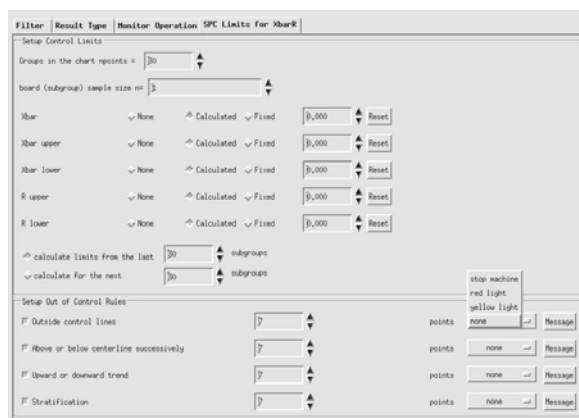 Filter Result Type Monitor Operation SPC Limits for XbarR
Setup Control Limits
Groups in the chart npoints = 30
board (subgroup) sample size n=
Xbar None Calculated Fixed 0.000 Reset
Xbar upper None Calculated Fixed 0.000 Reset
Xbar lower None Calculated Fixed 0.000 Reset
R upper None Calculated Fixed 0.000 Reset
R lower None Calculated Fixed 0.000 Reset
calculate limits from the last 30 subgroups
calculate for the next 30 subgroups
stop machine
red light
yellow light
Setup Out of Control Rules
Outside control lines 7 points none Message
Above or below centerline successively 7 points none Message
Upward or downward trend 7 points none Message
Stratification 7 points none Message